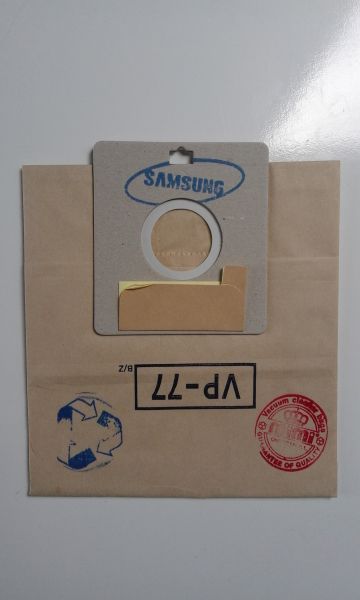 SAMSUNG
VP-77
B/Z
Vacuum cleaner bags
GUARANTEE OF QUALITY